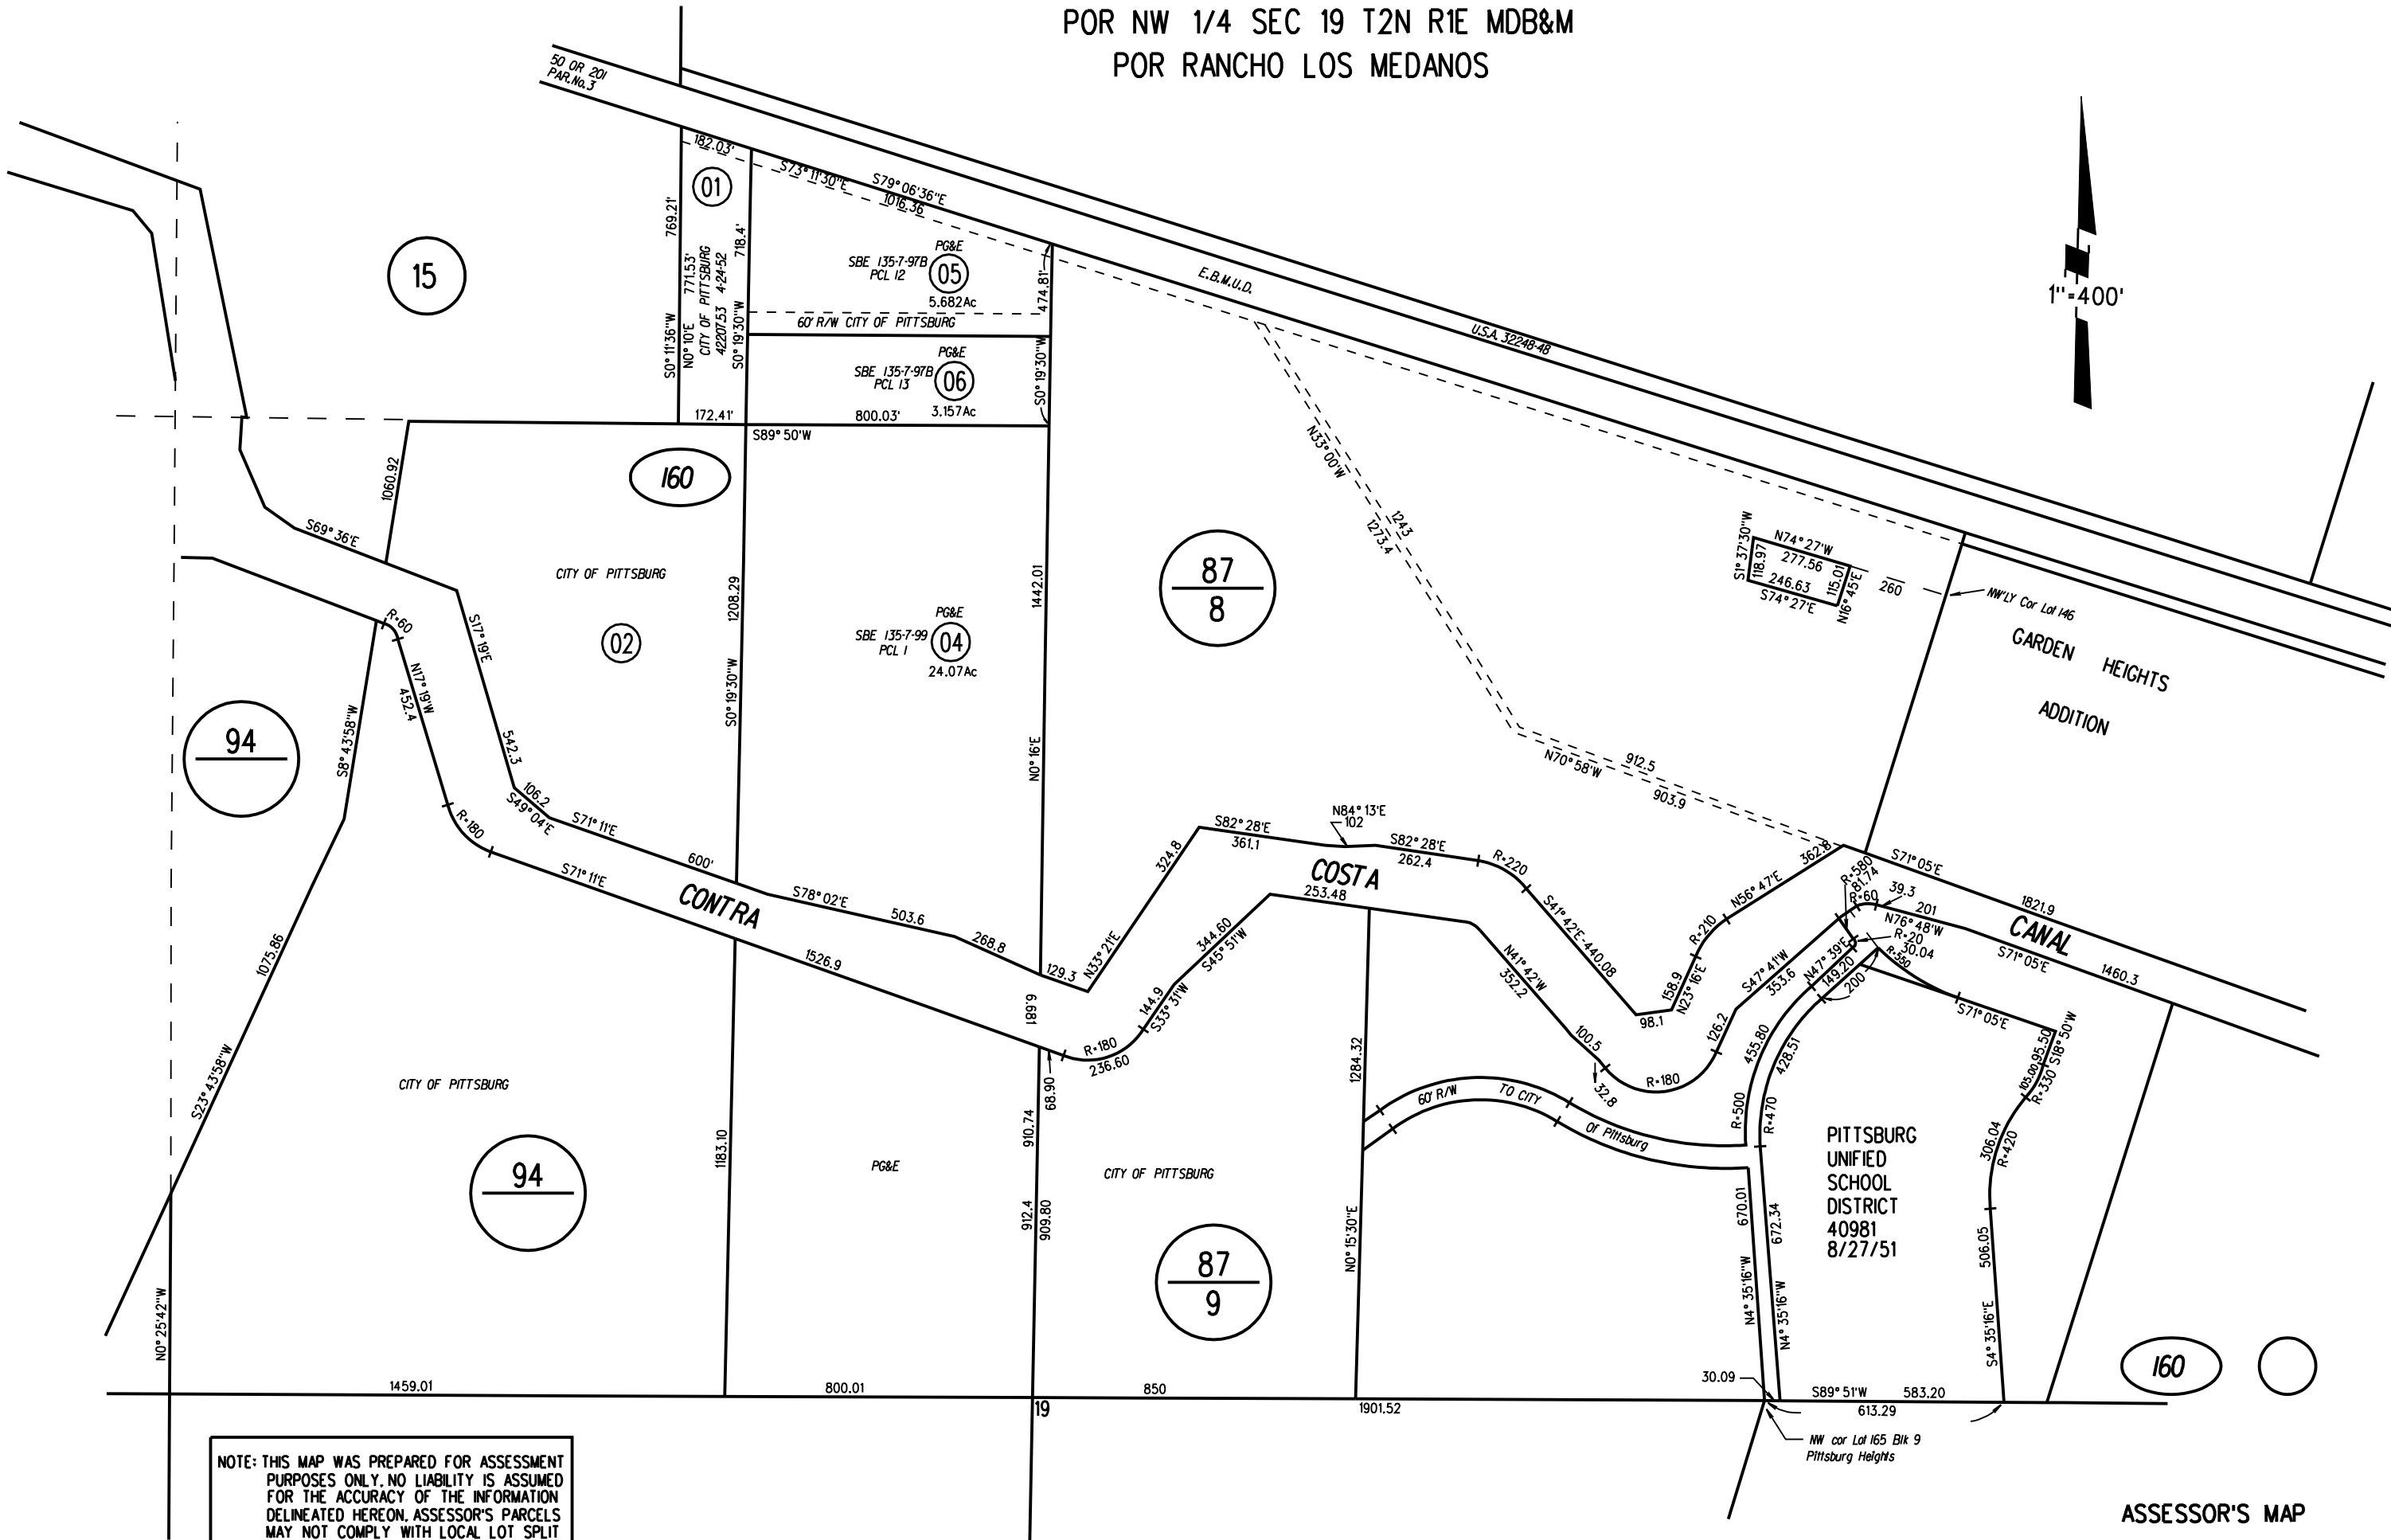 POR NW 1/4 SEC 19 T2N R1E MDB&M
POR RANCHO LOS MEDANOS
50 OR 201
PAR.No.3
182.03'
01
S73° 11'30"E
S79° 06'36"E
1016.36
769.21'
718.4'
S0° 11'36"W
N0° 10'E 771.53'
CITY OF PITTSBURG
42207.53 4-24-52
S0° 19'30"W
15
PG&E
SBE 135-7-97B
PCL 12
05
5.682Ac
474.81'
60' R/W CITY OF PITTSBURG
PG&E
SBE 135-7-97B
PCL 13
06
3.157Ac
S0° 19'30"W
172.41'
800.03'
S89° 50'W
E.B.M.U.D.
U.S.A. 32248-48
1"=400'
160
1060.92
S69° 36'E
CITY OF PITTSBURG
02
1208.29
S0° 19'30"W
PG&E
SBE 135-7-99
PCL 1
04
24.07Ac
1442.01
N0° 16'E
87
8
N33° 00'W
1243
1273.4
N70° 58'W
912.5
903.9
S1° 37'30"W
118.97
N74° 27'W
277.56
246.63
S74° 27'E
115.01
N16° 45'E
260
NW'LY Cor Lot 146
GARDEN HEIGHTS
ADDITION
R=60
N17° 19'W
452.4
S17° 19'E
542.3
106.2
S49° 04'E
S71° 11'E
600'
R=180
S71° 11'E
CONTRA
S78° 02'E
503.6
268.8
129.3
1526.9
94
S8° 43'58"W
1075.86
S23° 43'58"W
N0° 25'42"W
CITY OF PITTSBURG
94
1183.10
PG&E
189.9
68.90
910.74
912.4
909.80
R=180
236.60
144.9
S33° 31'W
344.60
S45° 51'W
N33° 21'E
324.8
S82° 28'E
361.1
N84° 13'E
102
S82° 28'E
262.4
COSTA
253.48
R=220
S41° 42'E-440.08
N41° 42'W
352.2
100.5
32.8
R=180
98.1
158.9
N23° 16'E
R=210
N56° 47'E
362.8
126.2
S47° 41'W
353.6
R=580
81.74
R=60
39.3
201
N76° 48'W
R=20
30.04
R=550
N47° 39'E
149.20
200
S71° 05'E
1821.9
CANAL
S71° 05'E
1460.3
S71° 05'E
95.50
S18° 50'W
105.00
R=330
306.04
R=420
506.05
S4° 35'16"E
455.80
428.51
R=500
R=470
60' R/W TO CITY
Of Pittsburg
1284.32
N0° 15'30"E
CITY OF PITTSBURG
87
9
670.01
672.34
N4° 35'16"W
N4° 35'16"W
PITTSBURG
UNIFIED
SCHOOL
DISTRICT
40981
8/27/51
160
1459.01
800.01
850
19
1901.52
30.09
S89° 51'W
583.20
613.29
NW cor Lot 165 Blk 9
Pittsburg Heights
NOTE: THIS MAP WAS PREPARED FOR ASSESSMENT
PURPOSES ONLY. NO LIABILITY IS ASSUMED
FOR THE ACCURACY OF THE INFORMATION
DELINEATED HEREON. ASSESSOR'S PARCELS
MAY NOT COMPLY WITH LOCAL LOT SPLIT
ASSESSOR'S MAP